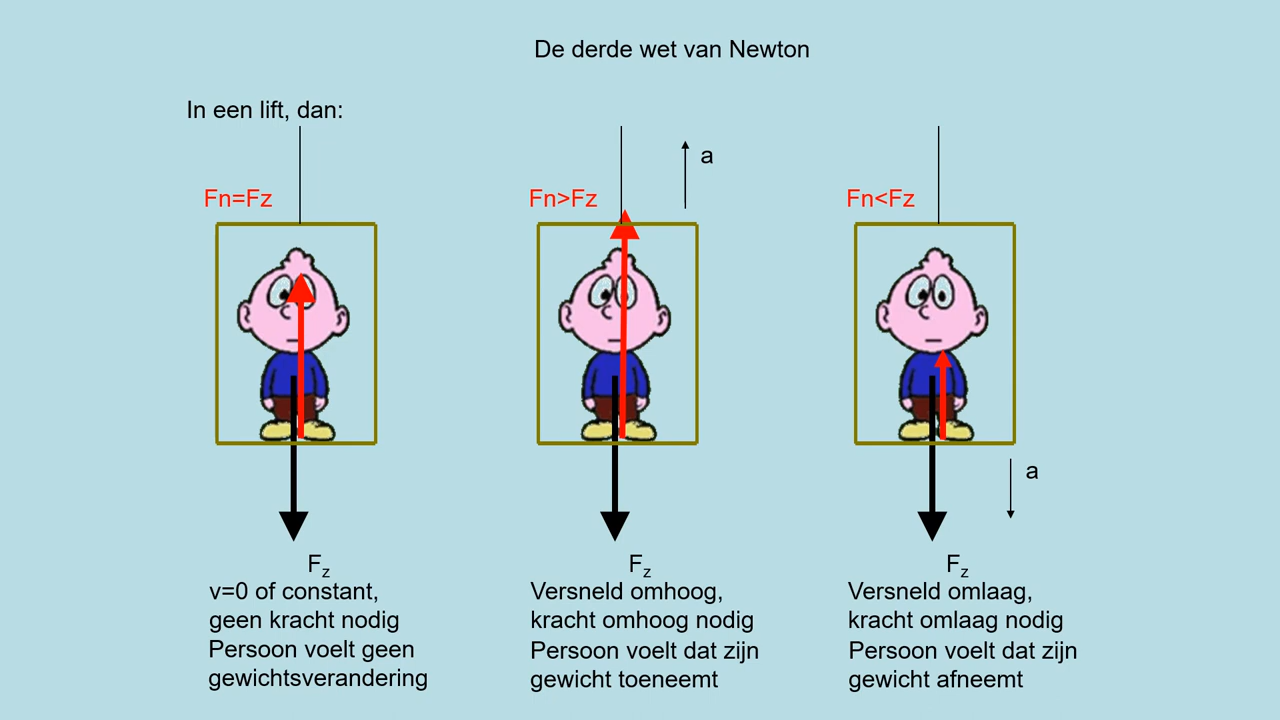 De derde wet van Newton
In een lift, dan:
a
Fn=Fz
Fn>Fz
Fn<Fz
a
Fz
Fz
Fz
v=0 of constant,
geen kracht nodig
Persoon voelt geen
gewichtsverandering
Versneld omhoog,
kracht omhoog nodig
Persoon voelt dat zijn
gewicht toeneemt
Versneld omlaag,
kracht omlaag nodig
Persoon voelt dat zijn
gewicht afneemt